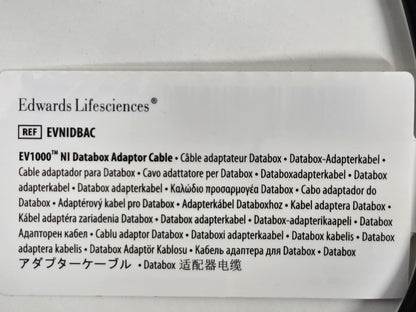 Edwards Lifesciences®
REF EVNIDBAC
EV1000™ NI Databox Adaptor Cable • Câble adaptateur Databox • Databox-Adapterkabel •
Cable adaptador para Databox • Cavo adattatore per Databox • Databoxadapterkabel • Databox
adapterkabel • Databox adapterkabel • Καλώδιο προσαρμογέα Databox • Cabo adaptador do
Databox • Adaptérový kabel pro Databox • Adapterkábel Databoxhoz • Kabel adaptera Databox •
Kábel adaptéra zariadenia Databox • Databox adapterkabel • Databox-adapterikaapeli • Databox
Адапторен кабел • Cablu adaptor Databox • Databoxi adapterkaabel • Databox kabelis • Databox
adaptera kabelis • Databox Adaptör Kablosu • Кабель адаптера для Databox • Databox
アダプターケーブル • Databox 适配器电缆